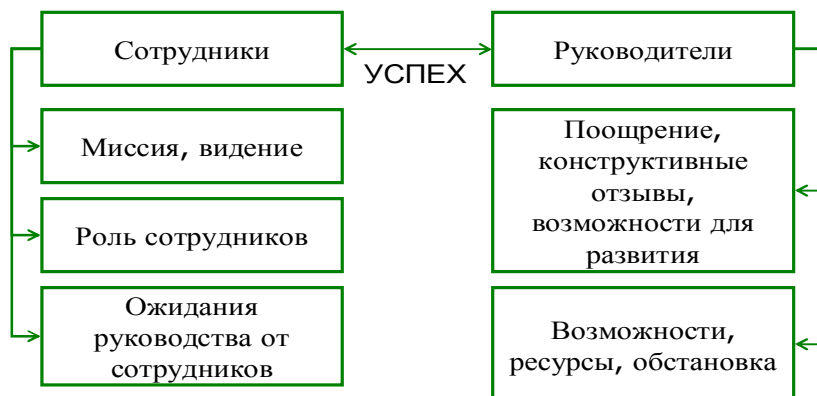 Сотрудники
УСПЕХ
Руководители
Миссия, видение
Роль сотрудников
Ожидания
руководства от
сотрудников
Поощрение,
конструктивные
отзывы,
возможности для
развития
Возможности,
ресурсы, обстановка